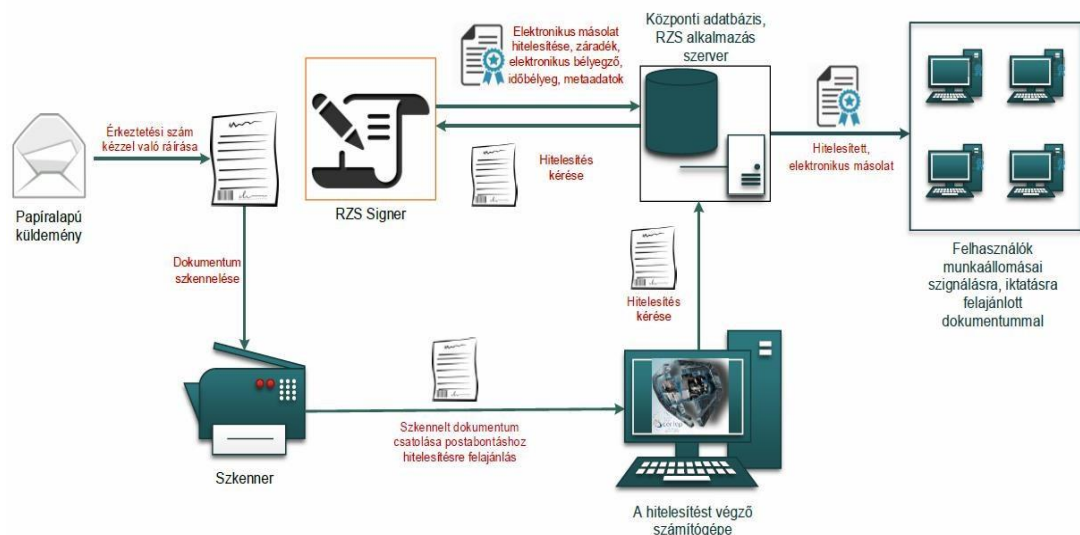 Papíralapú
küldemény
Érkeztetési szám
kézzel való ráírása
RZS Signer
Elektronikus másolat
hitelesítése, záradék,
elektronikus bélyegző,
időbélyeg, metaadatok
Hitelesítés
kérése
Központi adatbázis,
RZS alkalmazás
szerver
Hitelesített,
elektronikus másolat
Felhasználók
munkaállomásai
szignálásra, iktatásra
felajánlott
dokumentummal
Dokumentum
szkennelése
Szkenner
Szkennelt dokumentum
csatolása postabontáshoz
hitelesítésre felajánlás
Hitelesítés
kérése
A hitelesítést végző
számítógépe